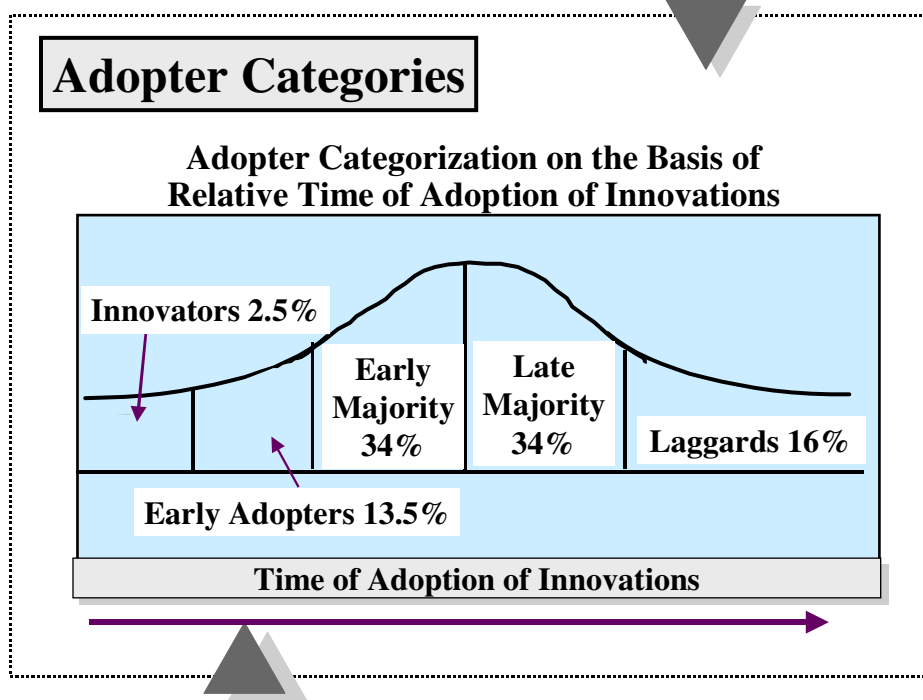 Adopter Categories
Adopter Categorization on the Basis of
Relative Time of Adoption of Innovations
Innovators 2.5%
Early
Majority
34%
Late
Majority
34%
Laggards 16%
Early Adopters 13.5%
Time of Adoption of Innovations